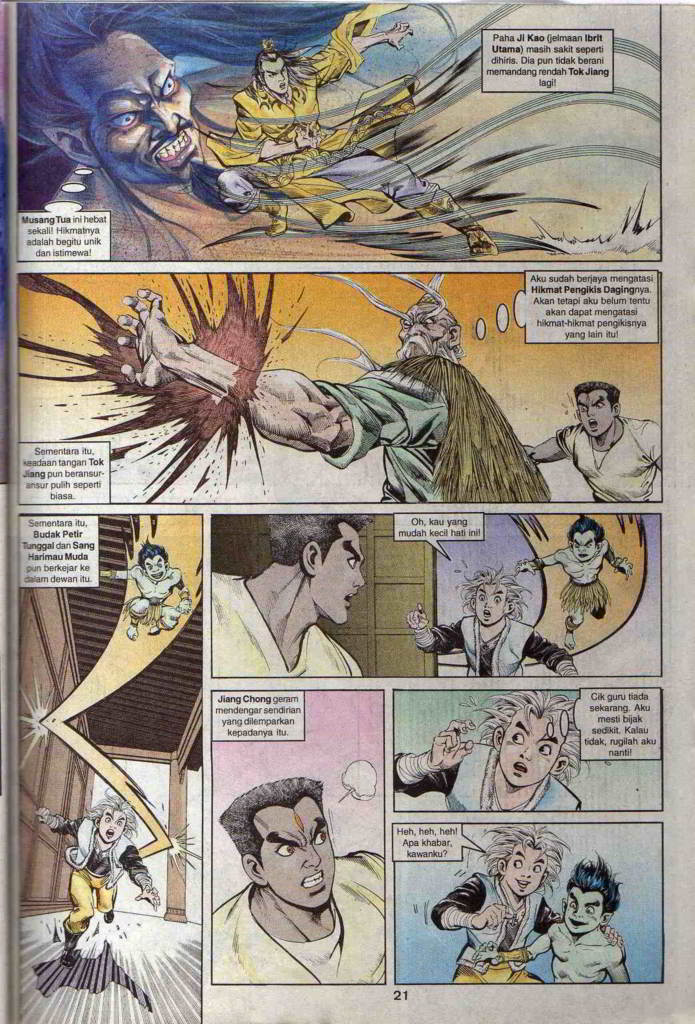 Paha Ji Kao (jelmaan Ibrit
Utama) masih sakit seperti
dihiris. Dia pun tidak berani
memandang rendah Tok Jiang
lagi!
Musang Tua ini hebat
sekali! Hikmatnya
adalah begitu unik
dan istimewa!
Aku sudah berjaya mengatasi
Hikmat Pengikis Dagingnya.
Akan tetapi aku belum tentu
akan dapat mengatasi
hikmat-hikmat pengikisnya
yang lain itu!
Sementara itu,
keadaan tangan Tok
Jiang pun beransur-
ansur pulih seperti
biasa.
Sementara itu,
Budak Petir
Tunggal dan Sang
Harimau Muda
pun berkejar ke
dalam dewan itu.
Oh, kau yang
mudah kecil hati ini!
Jiang Chong geram
mendengar sendirian
yang dilemparkan
kepadanya itu.
Cik guru tiada
sekarang. Aku
mesti bijak
sedikit. Kalau
tidak, rugilah aku
nanti!
Heh, heh, heh!
Apa khabar,
kawanku?
21